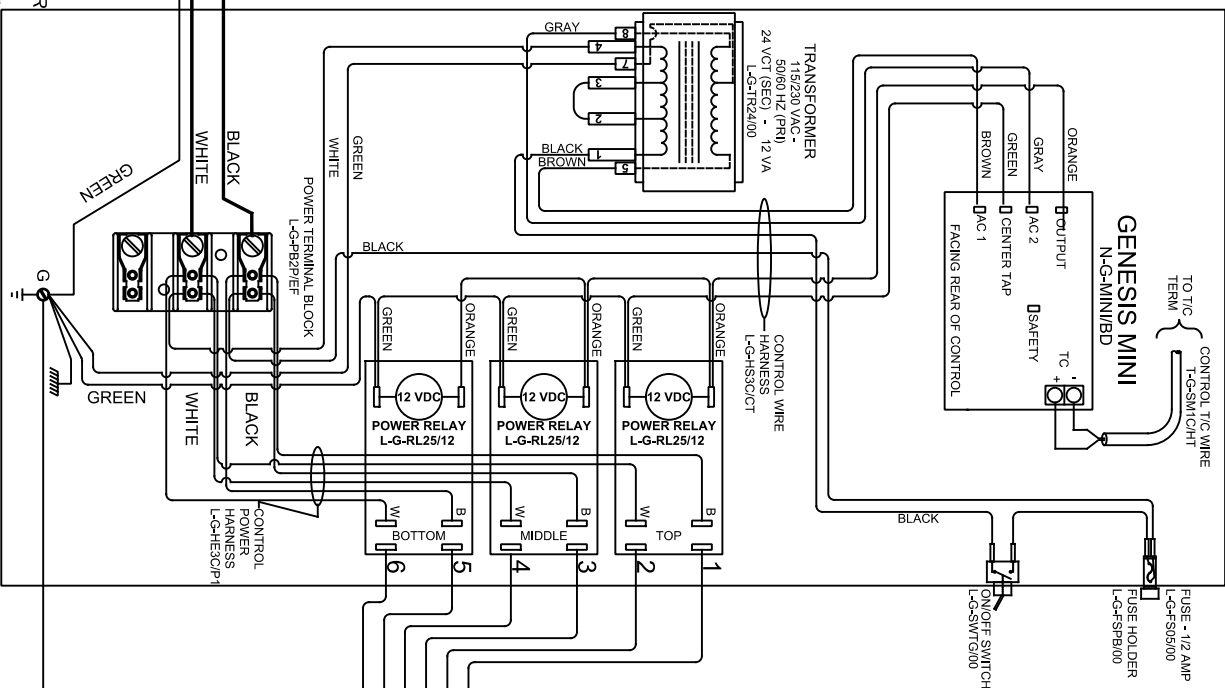 R
GRAY
8
4
7
3
2
1
5
BLACK
BROWN
TRANSFORMER
115/230 VAC -
50/60 HZ (PRI)
24 VCT (SEC) - 12 VA
L-G-TR24/00
BROWN
GREEN
GRAY
ORANGE
AC 1
CENTER TAP
AC 2
OUTPUT
SAFETY
TC
+
-
FACING REAR OF CONTROL
GENESIS MINI
N-G-MINI/BD
TO T/C
TERM
CONTROL T/C WIRE
T-G-SM1C/HT
GREEN
WHITE
BLACK
WHITE
GREEN
POWER TERMINAL BLOCK
L-G-PB2P/EF
BLACK
CONTROL WIRE
HARNESS
L-G-HS3C/CT
G
GREEN
WHITE
BLACK
GREEN
ORANGE
GREEN
ORANGE
GREEN
ORANGE
12 VDC
POWER RELAY
L-G-RL25/12
12 VDC
POWER RELAY
L-G-RL25/12
12 VDC
POWER RELAY
L-G-RL25/12
W
B
BOTTOM
W
B
MIDDLE
W
B
TOP
6
5
4
3
2
1
CONTROL
POWER
HARNESS
L-G-HE3C/P1
BLACK
ON/OFF SWITCH
L-G-SWTG/00
FUSE - 1/2 AMP
L-G-FS05/00
FUSE HOLDER
L-G-FSPB/00